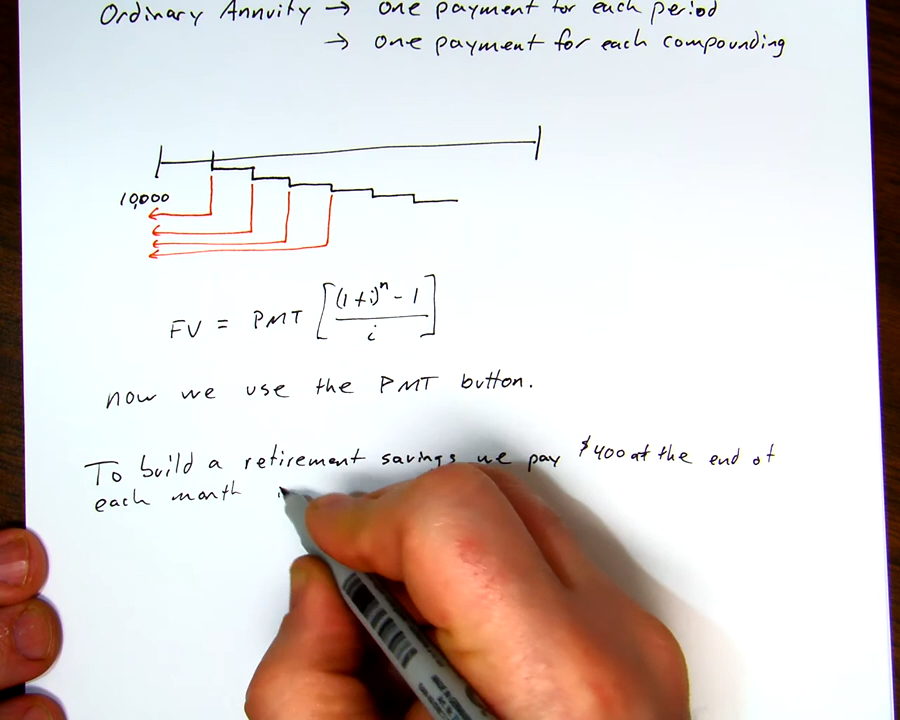 Ordinary Annuity → one payment for each period
→ one payment for each compounding
10,000
FV = PMT [ (1+i)^n - 1 / i ]
now we use the PMT button.
To build a retirement savings we pay $400 at the end of
each month